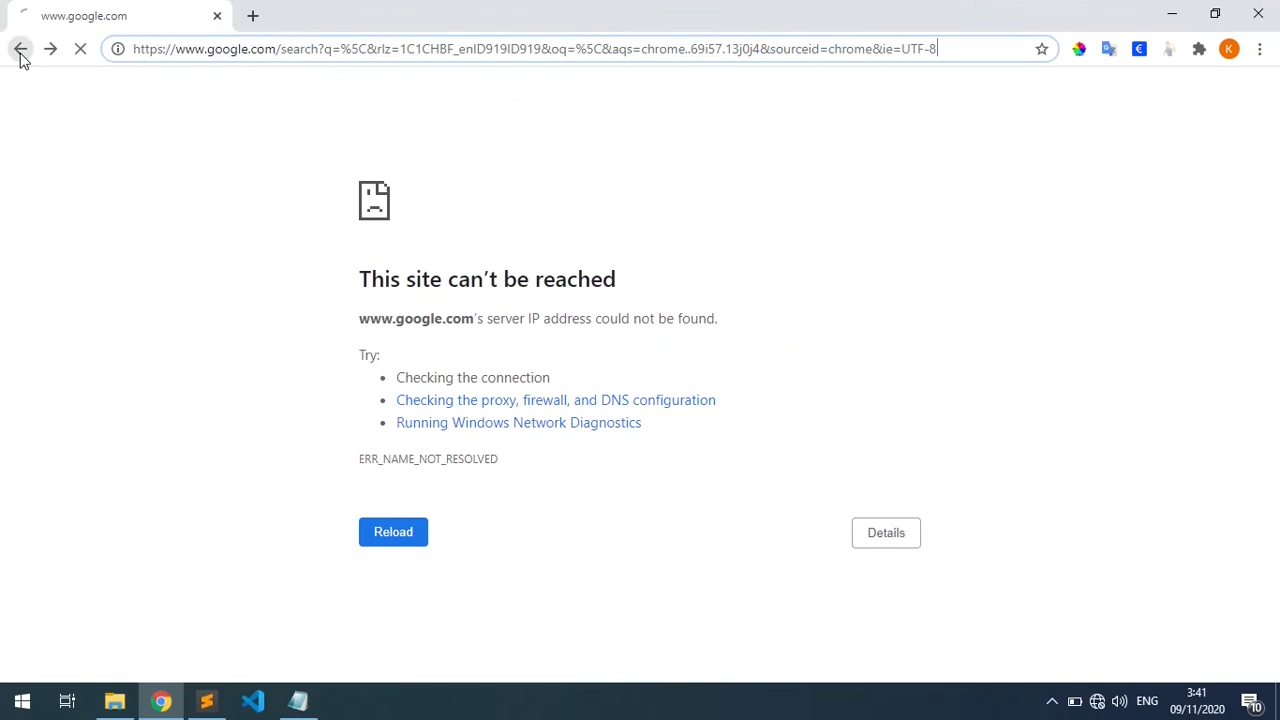 www.google.com
https://www.google.com/search?q=%5C&rlz=1C1CHBF_enID919ID919&oq=%5C&aqs=chrome..69i57.13j0j4&sourceid=chrome&ie=UTF-8
K
This site can’t be reached
www.google.com’s server IP address could not be found.
Try:
Checking the connection
Checking the proxy, firewall, and DNS configuration
Running Windows Network Diagnostics
ERR_NAME_NOT_RESOLVED
Reload
Details
ENG
3:41
09/11/2020
10